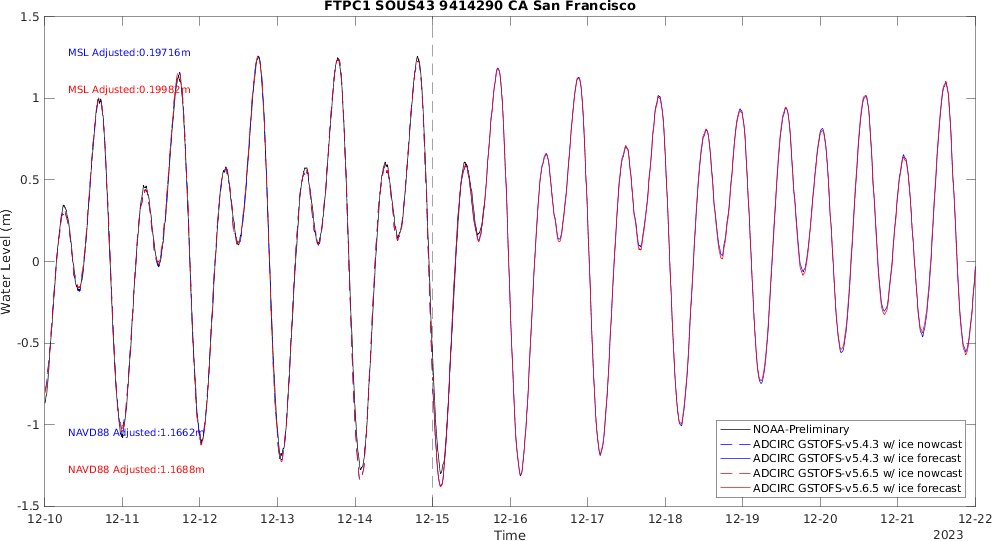 FTPC1 SOUS43 9414290 CA San Francisco
1.5
1
0.5
0
-0.5
-1
-1.5
Water Level (m)
MSL Adjusted:0.19716m
MSL Adjusted:0.19982m
NAVD88 Adjusted:1.1662m
NAVD88 Adjusted:1.1688m
NOAA-Preliminary
ADCIRC GSTOFS-v5.4.3 w/ ice nowcast
ADCIRC GSTOFS-v5.4.3 w/ ice forecast
ADCIRC GSTOFS-v5.6.5 w/ ice nowcast
ADCIRC GSTOFS-v5.6.5 w/ ice forecast
12-10 12-11 12-12 12-13 12-14 12-15 12-16 12-17 12-18 12-19 12-20 12-21 12-22
Time
2023